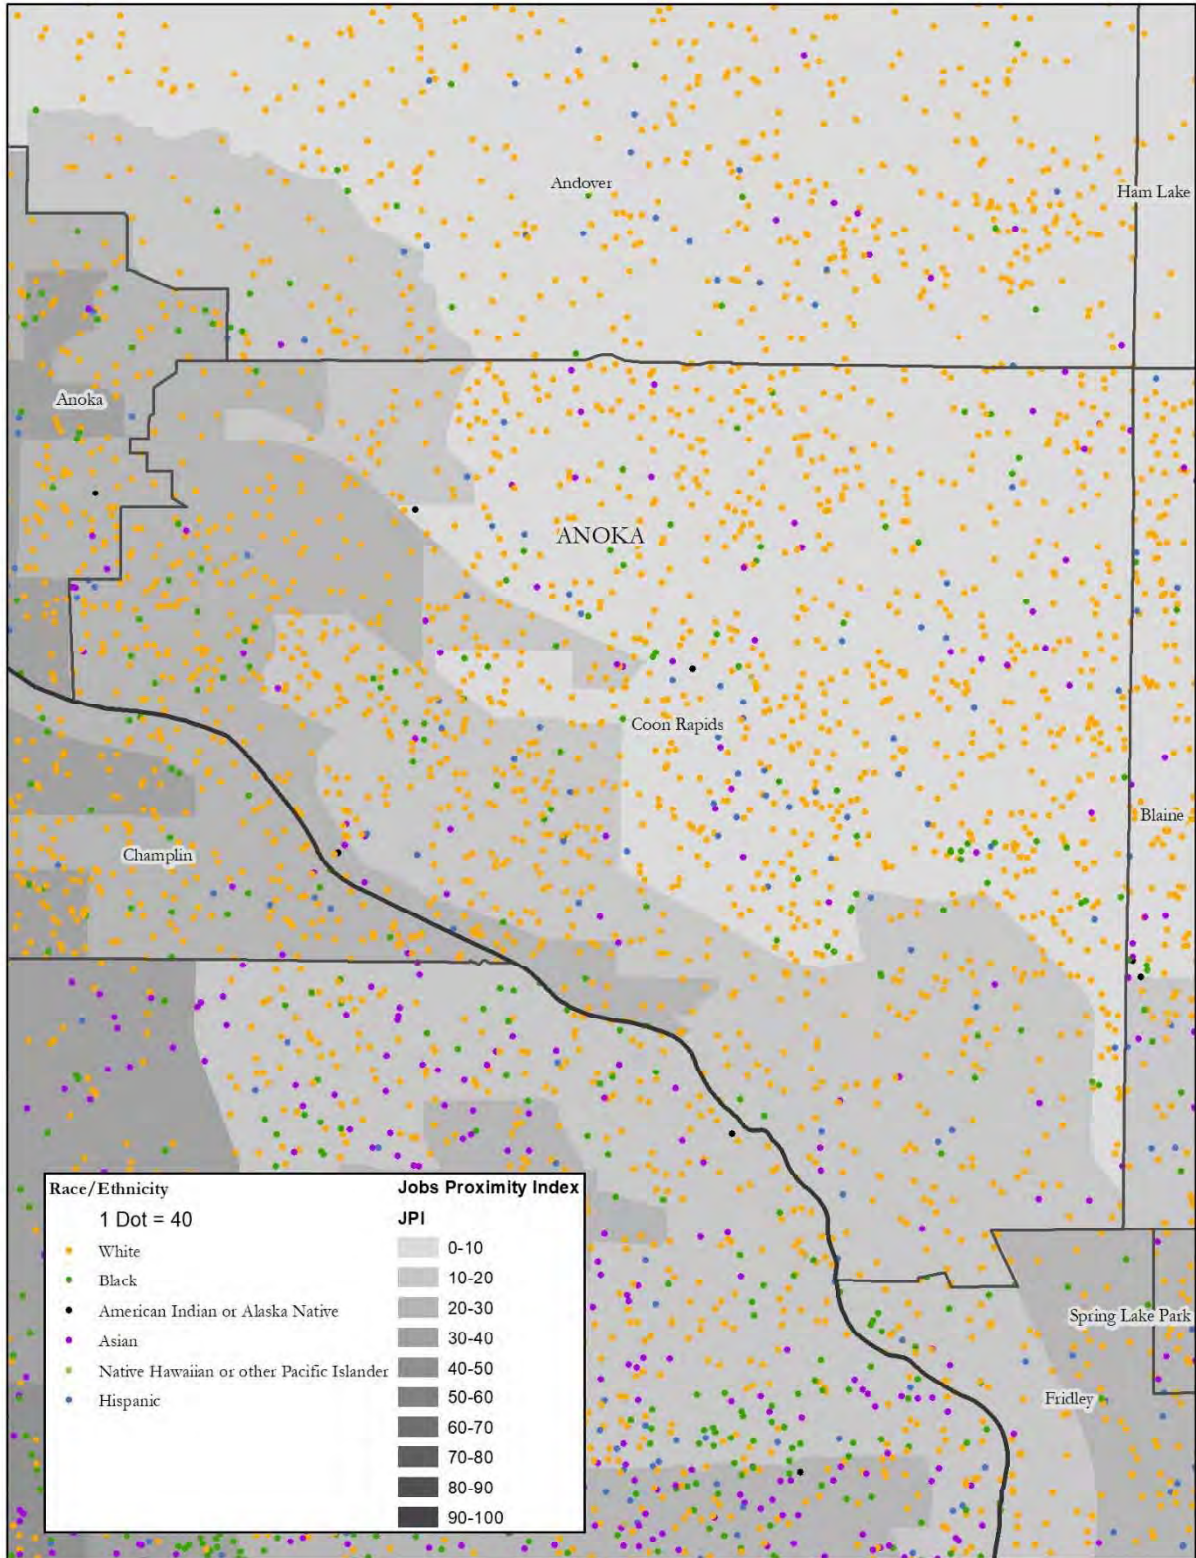 Andover
Ham Lake
Anoka
ANOKA
Coon Rapids
Blaine
Champlin
Race/Ethnicity
1 Dot = 40
White
Black
American Indian or Alaska Native
Asian
Native Hawaiian or other Pacific Islander
Hispanic
Jobs Proximity Index
JPI
0-10
10-20
20-30
30-40
40-50
50-60
60-70
70-80
80-90
90-100
Spring Lake Park
Fridley